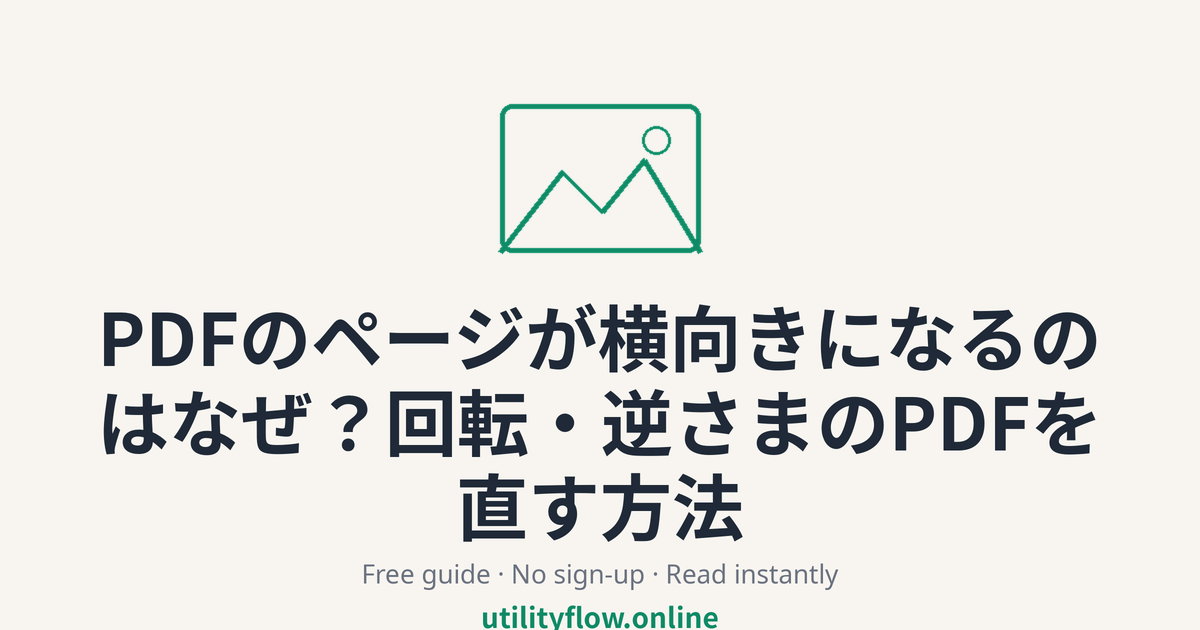 PDFのページが横向きになるの
はなぜ？回転・逆さまのPDFを
直す方法
Free guide · No sign-up · Read instantly
utilityflow.online